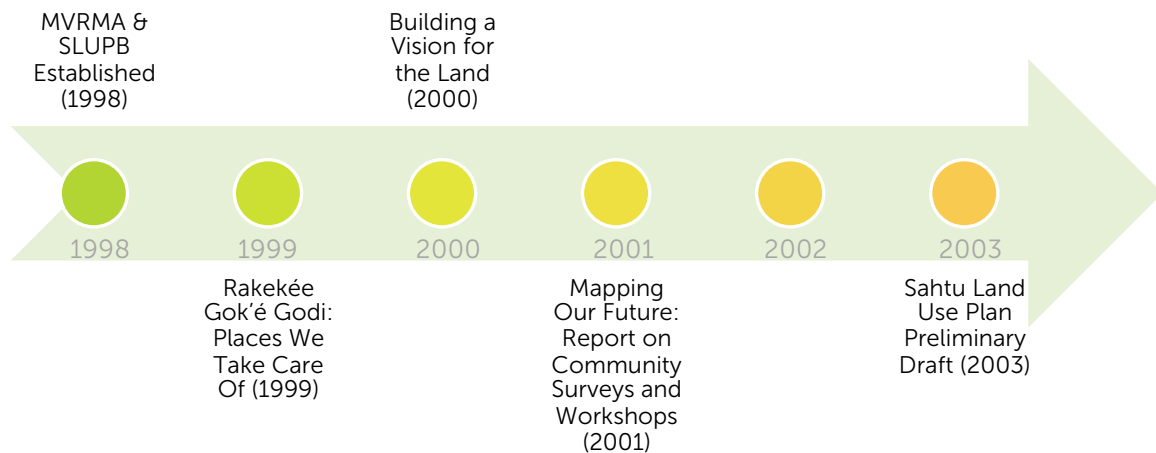 MVRMA &
SLUPB
Established
(1998)
Building a
Vision for
the Land
(2000)
1998
1999
2000
2001
2002
2003
Rakekée
Gok’é Godi:
Places We
Take Care
Of (1999)
Mapping
Our Future:
Report on
Community
Surveys and
Workshops
(2001)
Sahtu Land
Use Plan
Preliminary
Draft (2003)